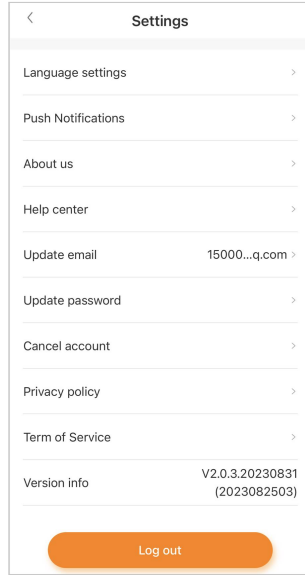 Settings
Language settings
Push Notifications
About us
Help center
Update email 15000...q.com
Update password
Cancel account
Privacy policy
Term of Service
Version info V2.0.3.20230831
(2023082503)
Log out